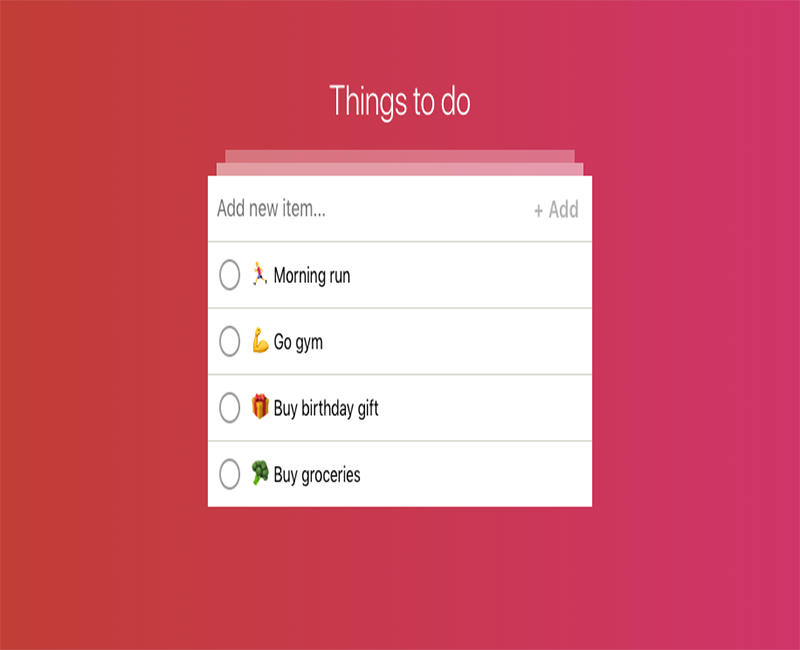 Things to do
Add new item...
+ Add
🏃 Morning run
💪 Go gym
🎁 Buy birthday gift
🥦 Buy groceries